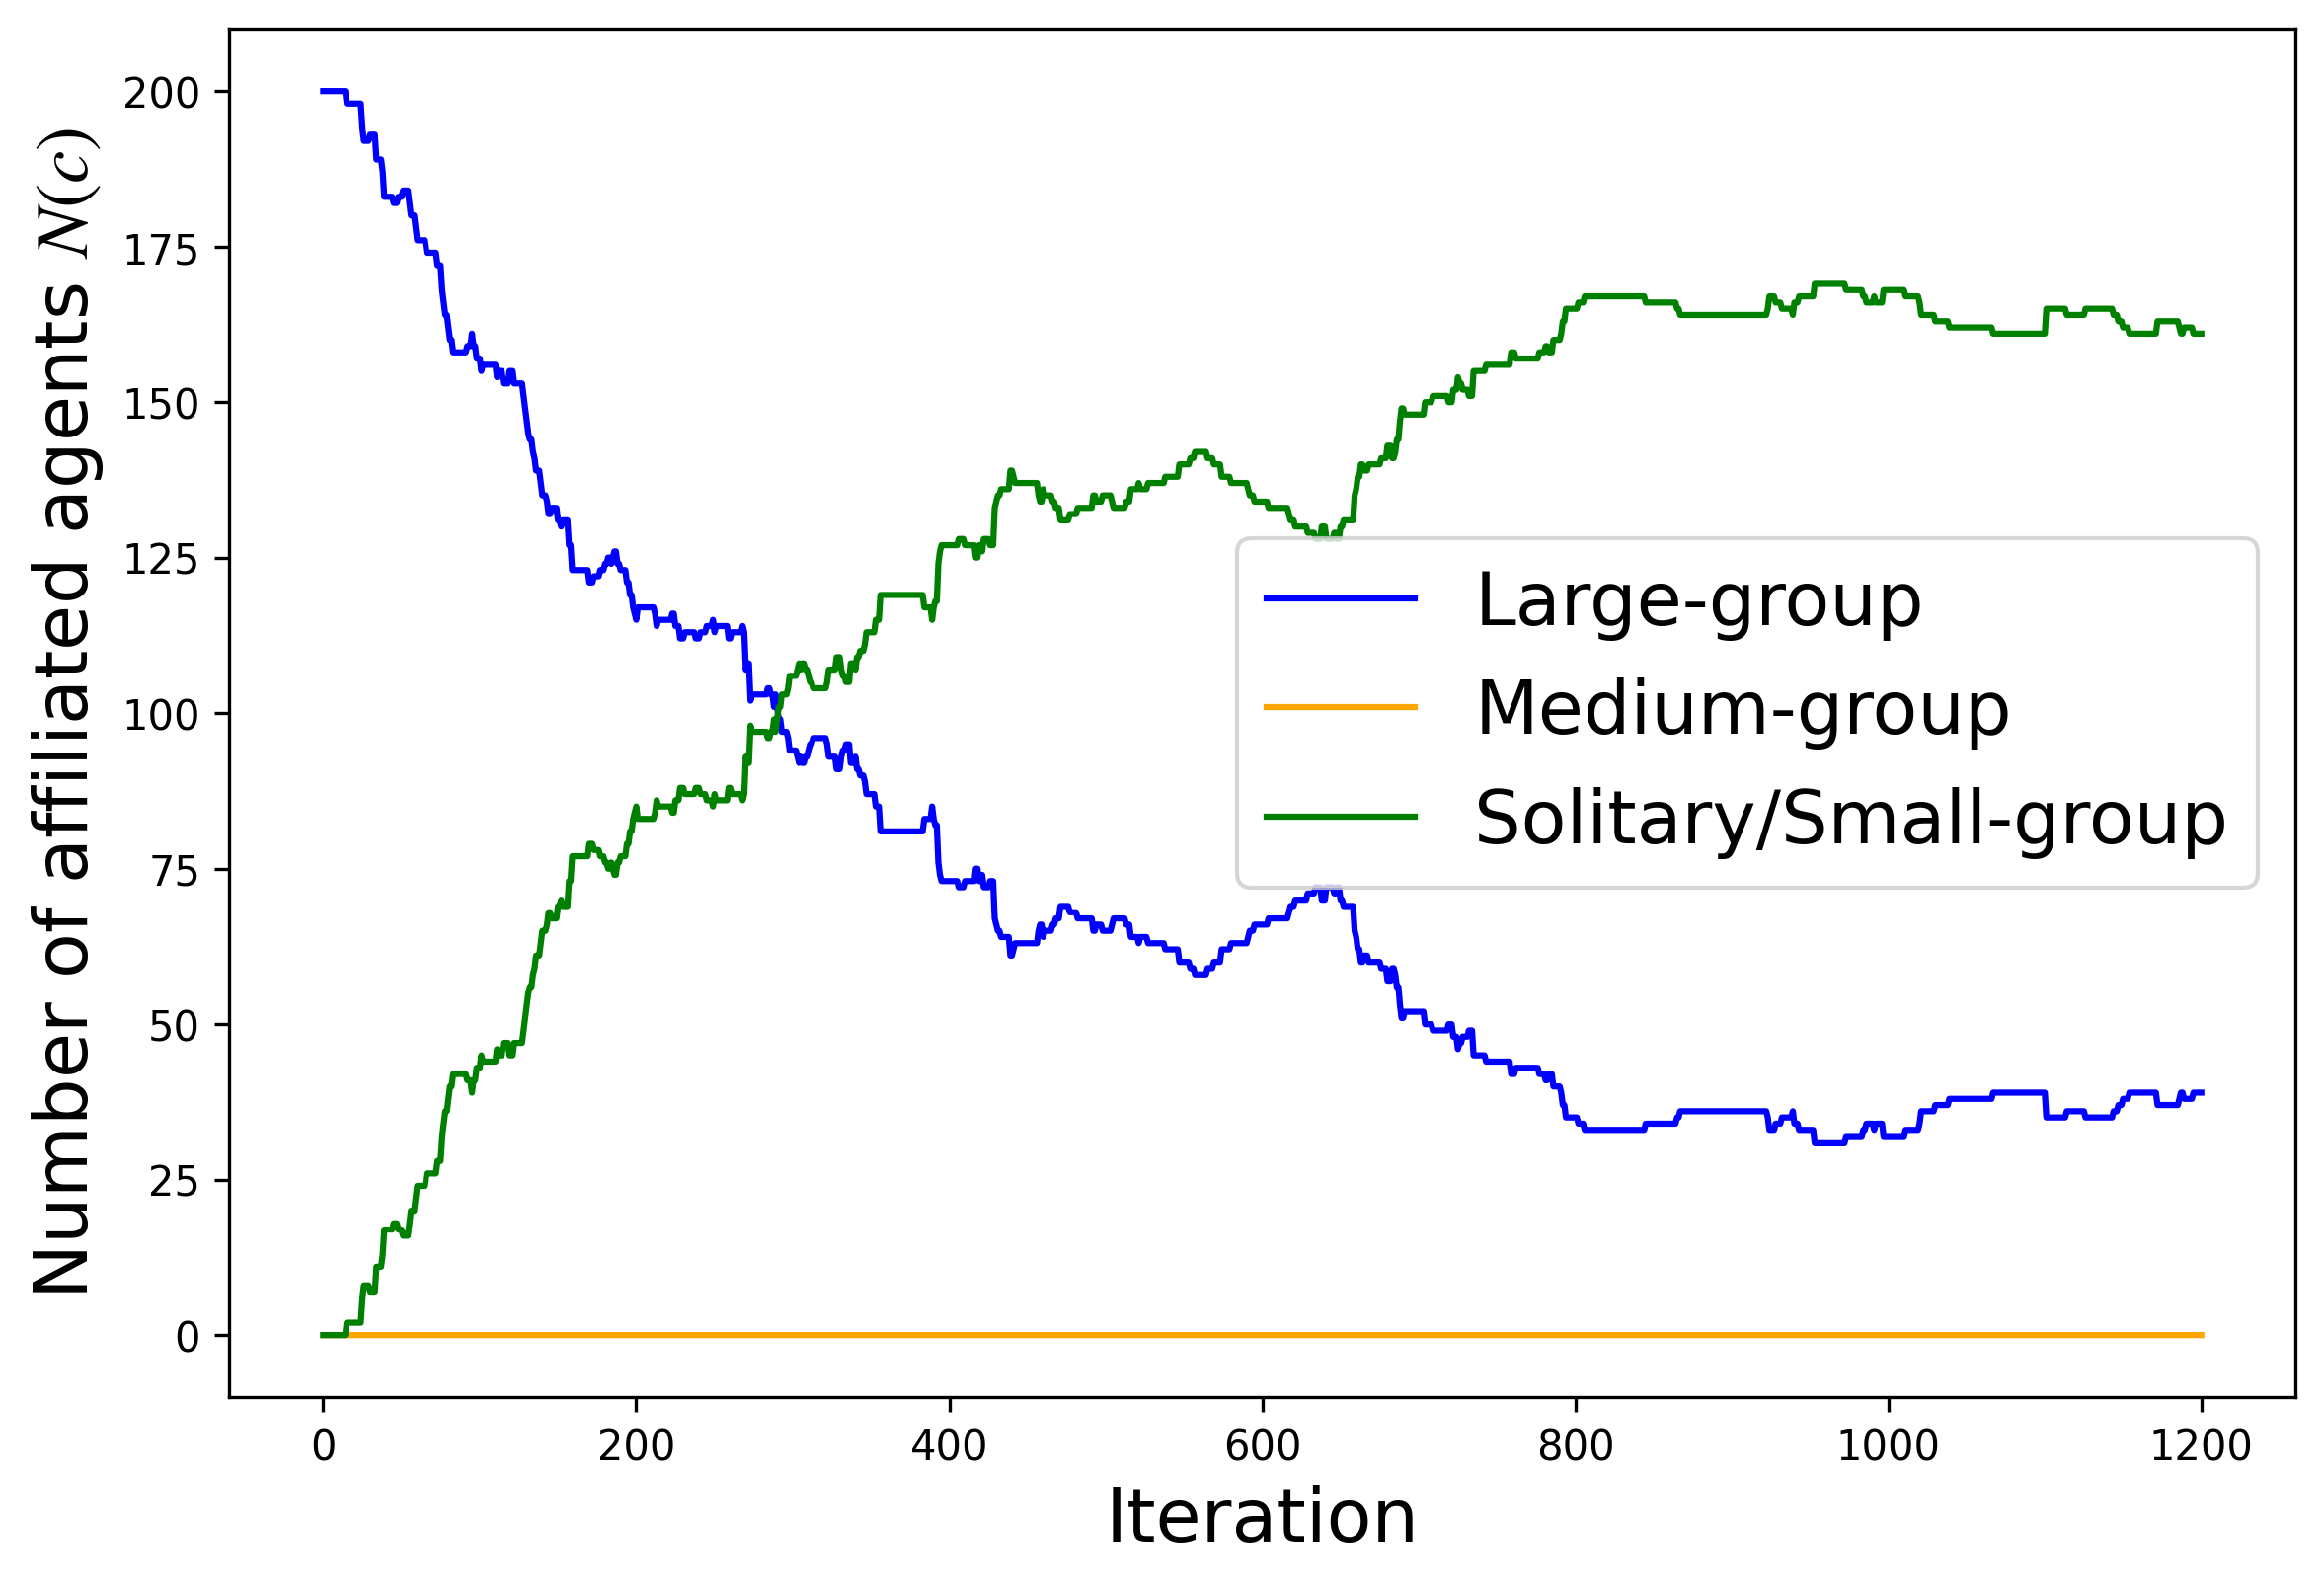 Number of affiliated agents N(c)
200
175
150
125
100
75
50
25
0
0 200 400 600 800 1000 1200
Iteration
Large-group
Medium-group
Solitary/Small-group